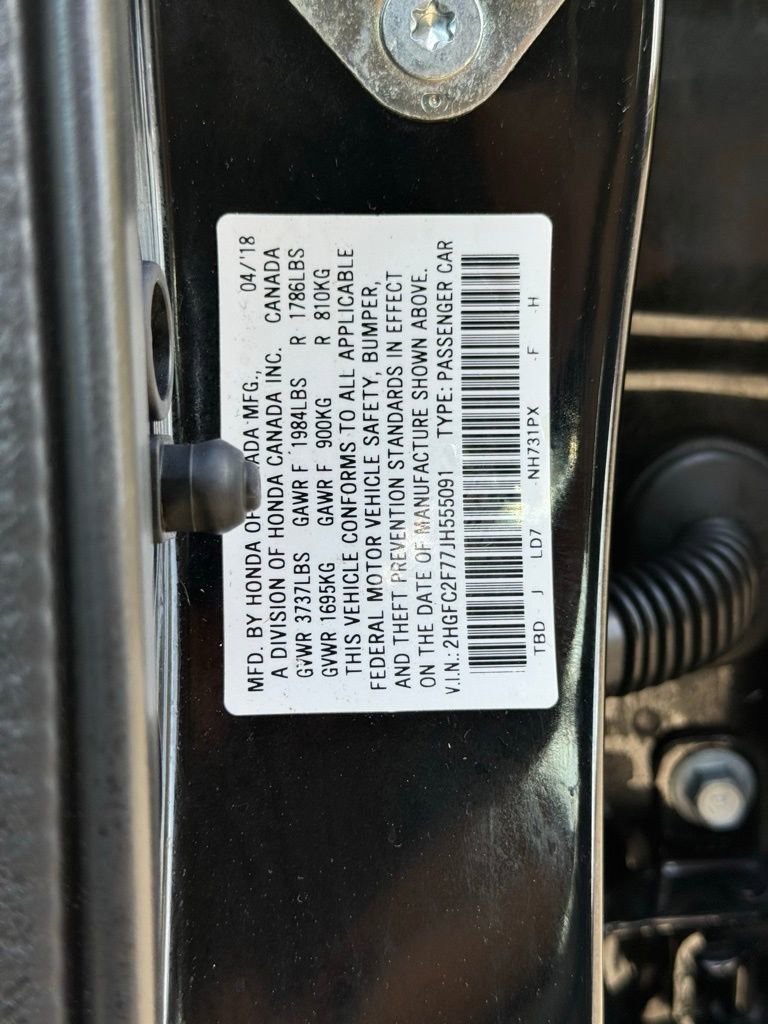 MFD. BY HONDA OF ADA MFG., 04/'18
A DIVISION OF HONDA CANADA INC. CANADA
GVWR 3737LBS GAWR F 1984LBS R 1786LBS
GVWR 1695KG GAWR F 900KG R 810KG
THIS VEHICLE CONFORMS TO ALL APPLICABLE
FEDERAL MOTOR VEHICLE SAFETY, BUMPER,
AND THEFT PREVENTION STANDARDS IN EFFECT
ON THE DATE OF MANUFACTURE SHOWN ABOVE.
V.I.N.: 2HGFC2F77JH555091 TYPE: PASSENGER CAR
TBD - J LD7 -NH731PX -F -H